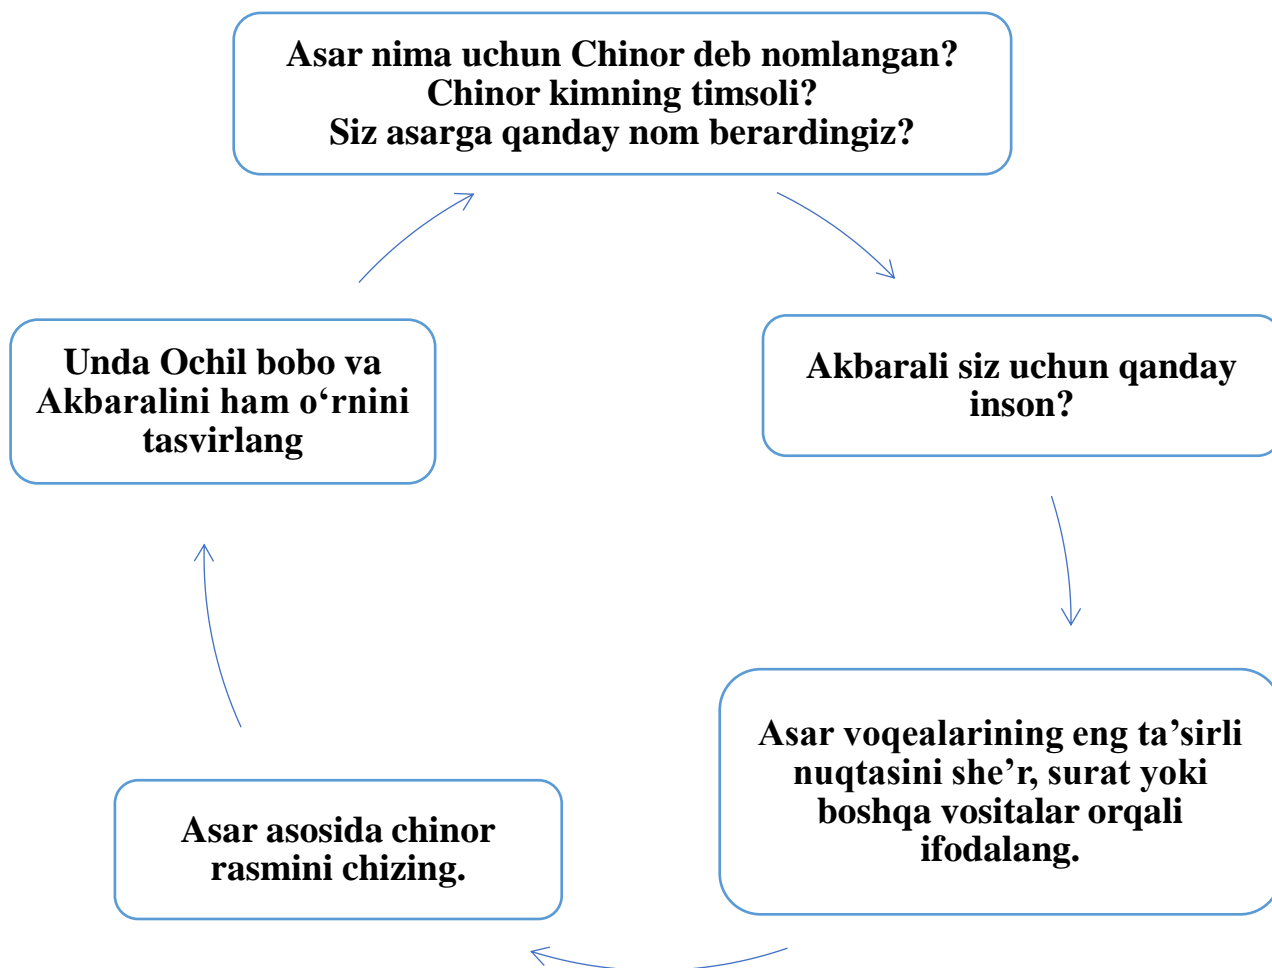 Asar nima uchun Chinor deb nomlangan?
Chinor kimning timsoli?
Siz asarga qanday nom berardingiz?
Akbarali siz uchun qanday
inson?
Asar voqealarining eng ta’sirli
nuqtasini she’r, surat yoki
boshqa vositalar orqali
ifodalang.
Asar asosida chinor
rasmini chizing.
Unda Ochil bobo va
Akbaralini ham o‘rnini
tasvirlang